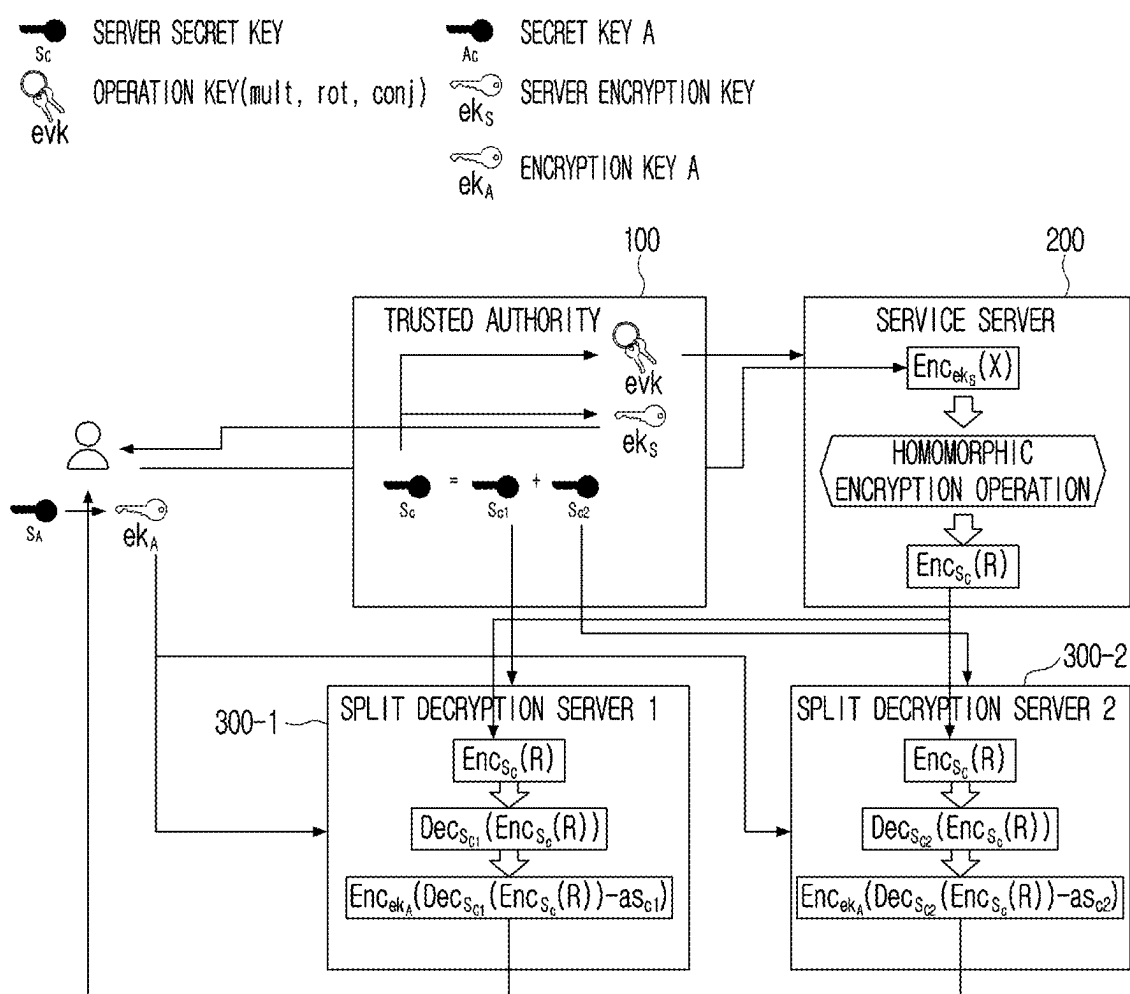 SERVER SECRET KEY
Sc
OPERATION KEY(mult, rot, conj)
evk
SECRET KEY A
Ac
SERVER ENCRYPTION KEY
ekS
ENCRYPTION KEY A
ekA
100
200
TRUSTED AUTHORITY
evk
ekS
Sc = Sc1 + Sc2
SERVICE SERVER
Enceks(X)
HOMOMORPHIC
ENCRYPTION OPERATION
EncSc(R)
SA
ekA
300-1
SPLIT DECRYPTION SERVER 1
EncSc(R)
DecSc1(EncSc(R))
EncekA(DecSc1(EncSc(R))-asc1)
300-2
SPLIT DECRYPTION SERVER 2
EncSc(R)
DecSc2(EncSc(R))
EncekA(DecSc2(EncSc(R))-asc2)